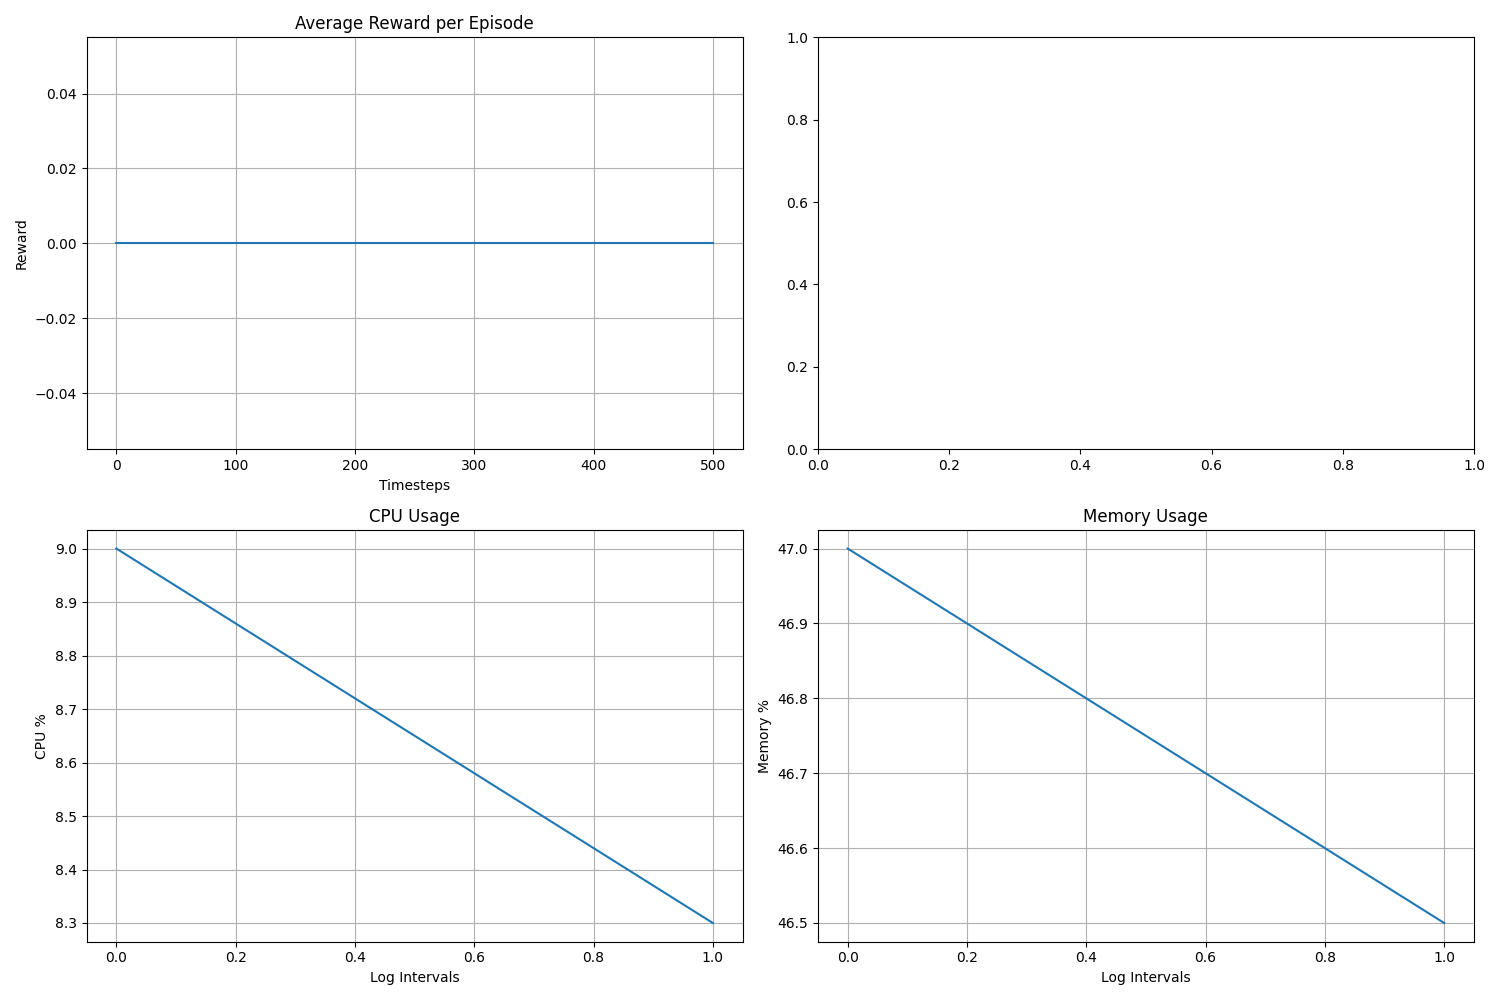 Average Reward per Episode
0.04
0.02
0.00
−0.02
−0.04
Reward
0 100 200 300 400 500
Timesteps
1.0
0.8
0.6
0.4
0.2
0.0
0.0 0.2 0.4 0.6 0.8 1.0
CPU Usage
9.0
8.9
8.8
8.7
8.6
8.5
8.4
8.3
CPU %
0.0 0.2 0.4 0.6 0.8 1.0
Log Intervals
Memory Usage
47.0
46.9
46.8
46.7
46.6
46.5
Memory %
0.0 0.2 0.4 0.6 0.8 1.0
Log Intervals